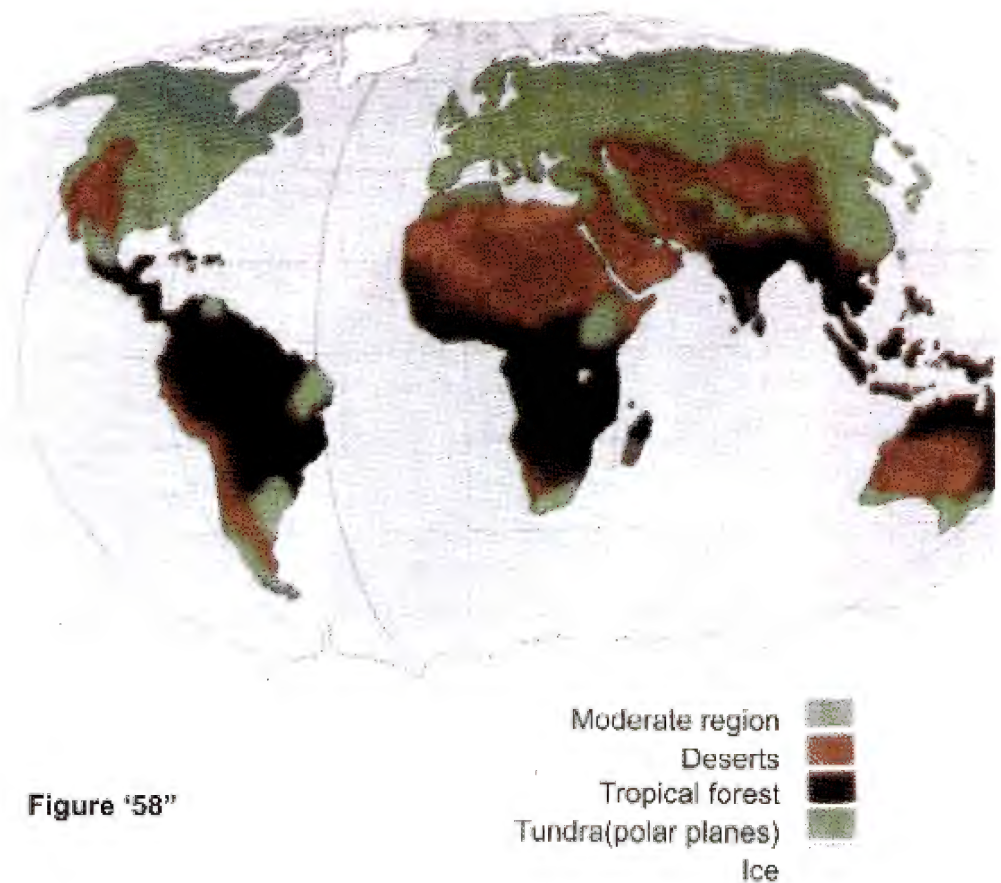 Moderate region
Deserts
Tropical forest
Tundra(polar planes)
Ice
Figure ‘58”